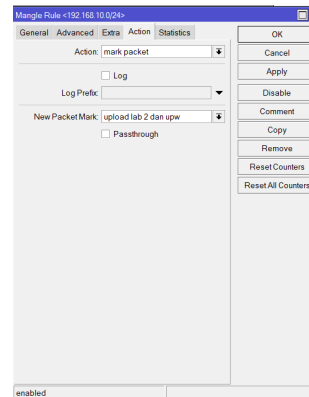 Mangle Rule <192.168.10.0/24>
General Advanced Extra Action Statistics
Action: mark packet
Log
Log Prefix:
New Packet Mark: upload lab 2 dan upw
Passthrough
OK
Cancel
Apply
Disable
Comment
Copy
Remove
Reset Counters
Reset All Counters
enabled